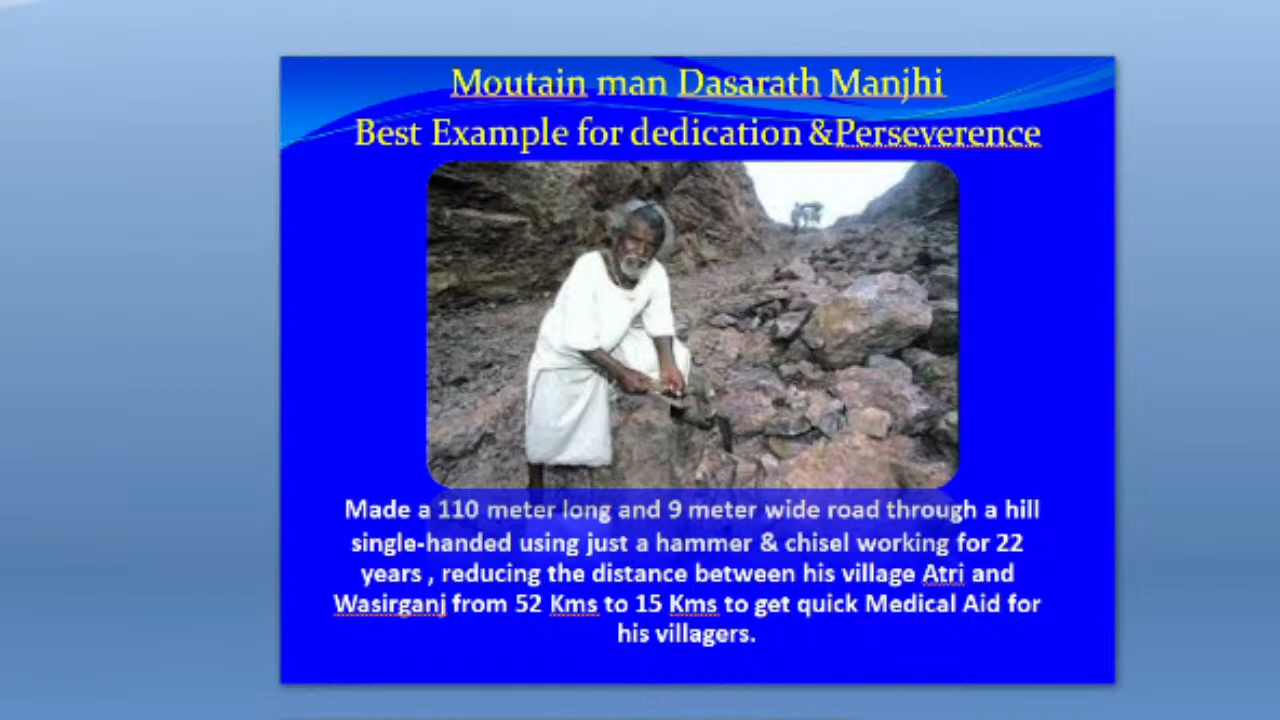 Moutain man Dasarath Manjhi
Best Example for dedication &Perseverence
Made a 110 meter long and 9 meter wide road through a hill
single-handed using just a hammer & chisel working for 22
years , reducing the distance between his village Atri and
Wasirganj from 52 Kms to 15 Kms to get quick Medical Aid for
his villagers.